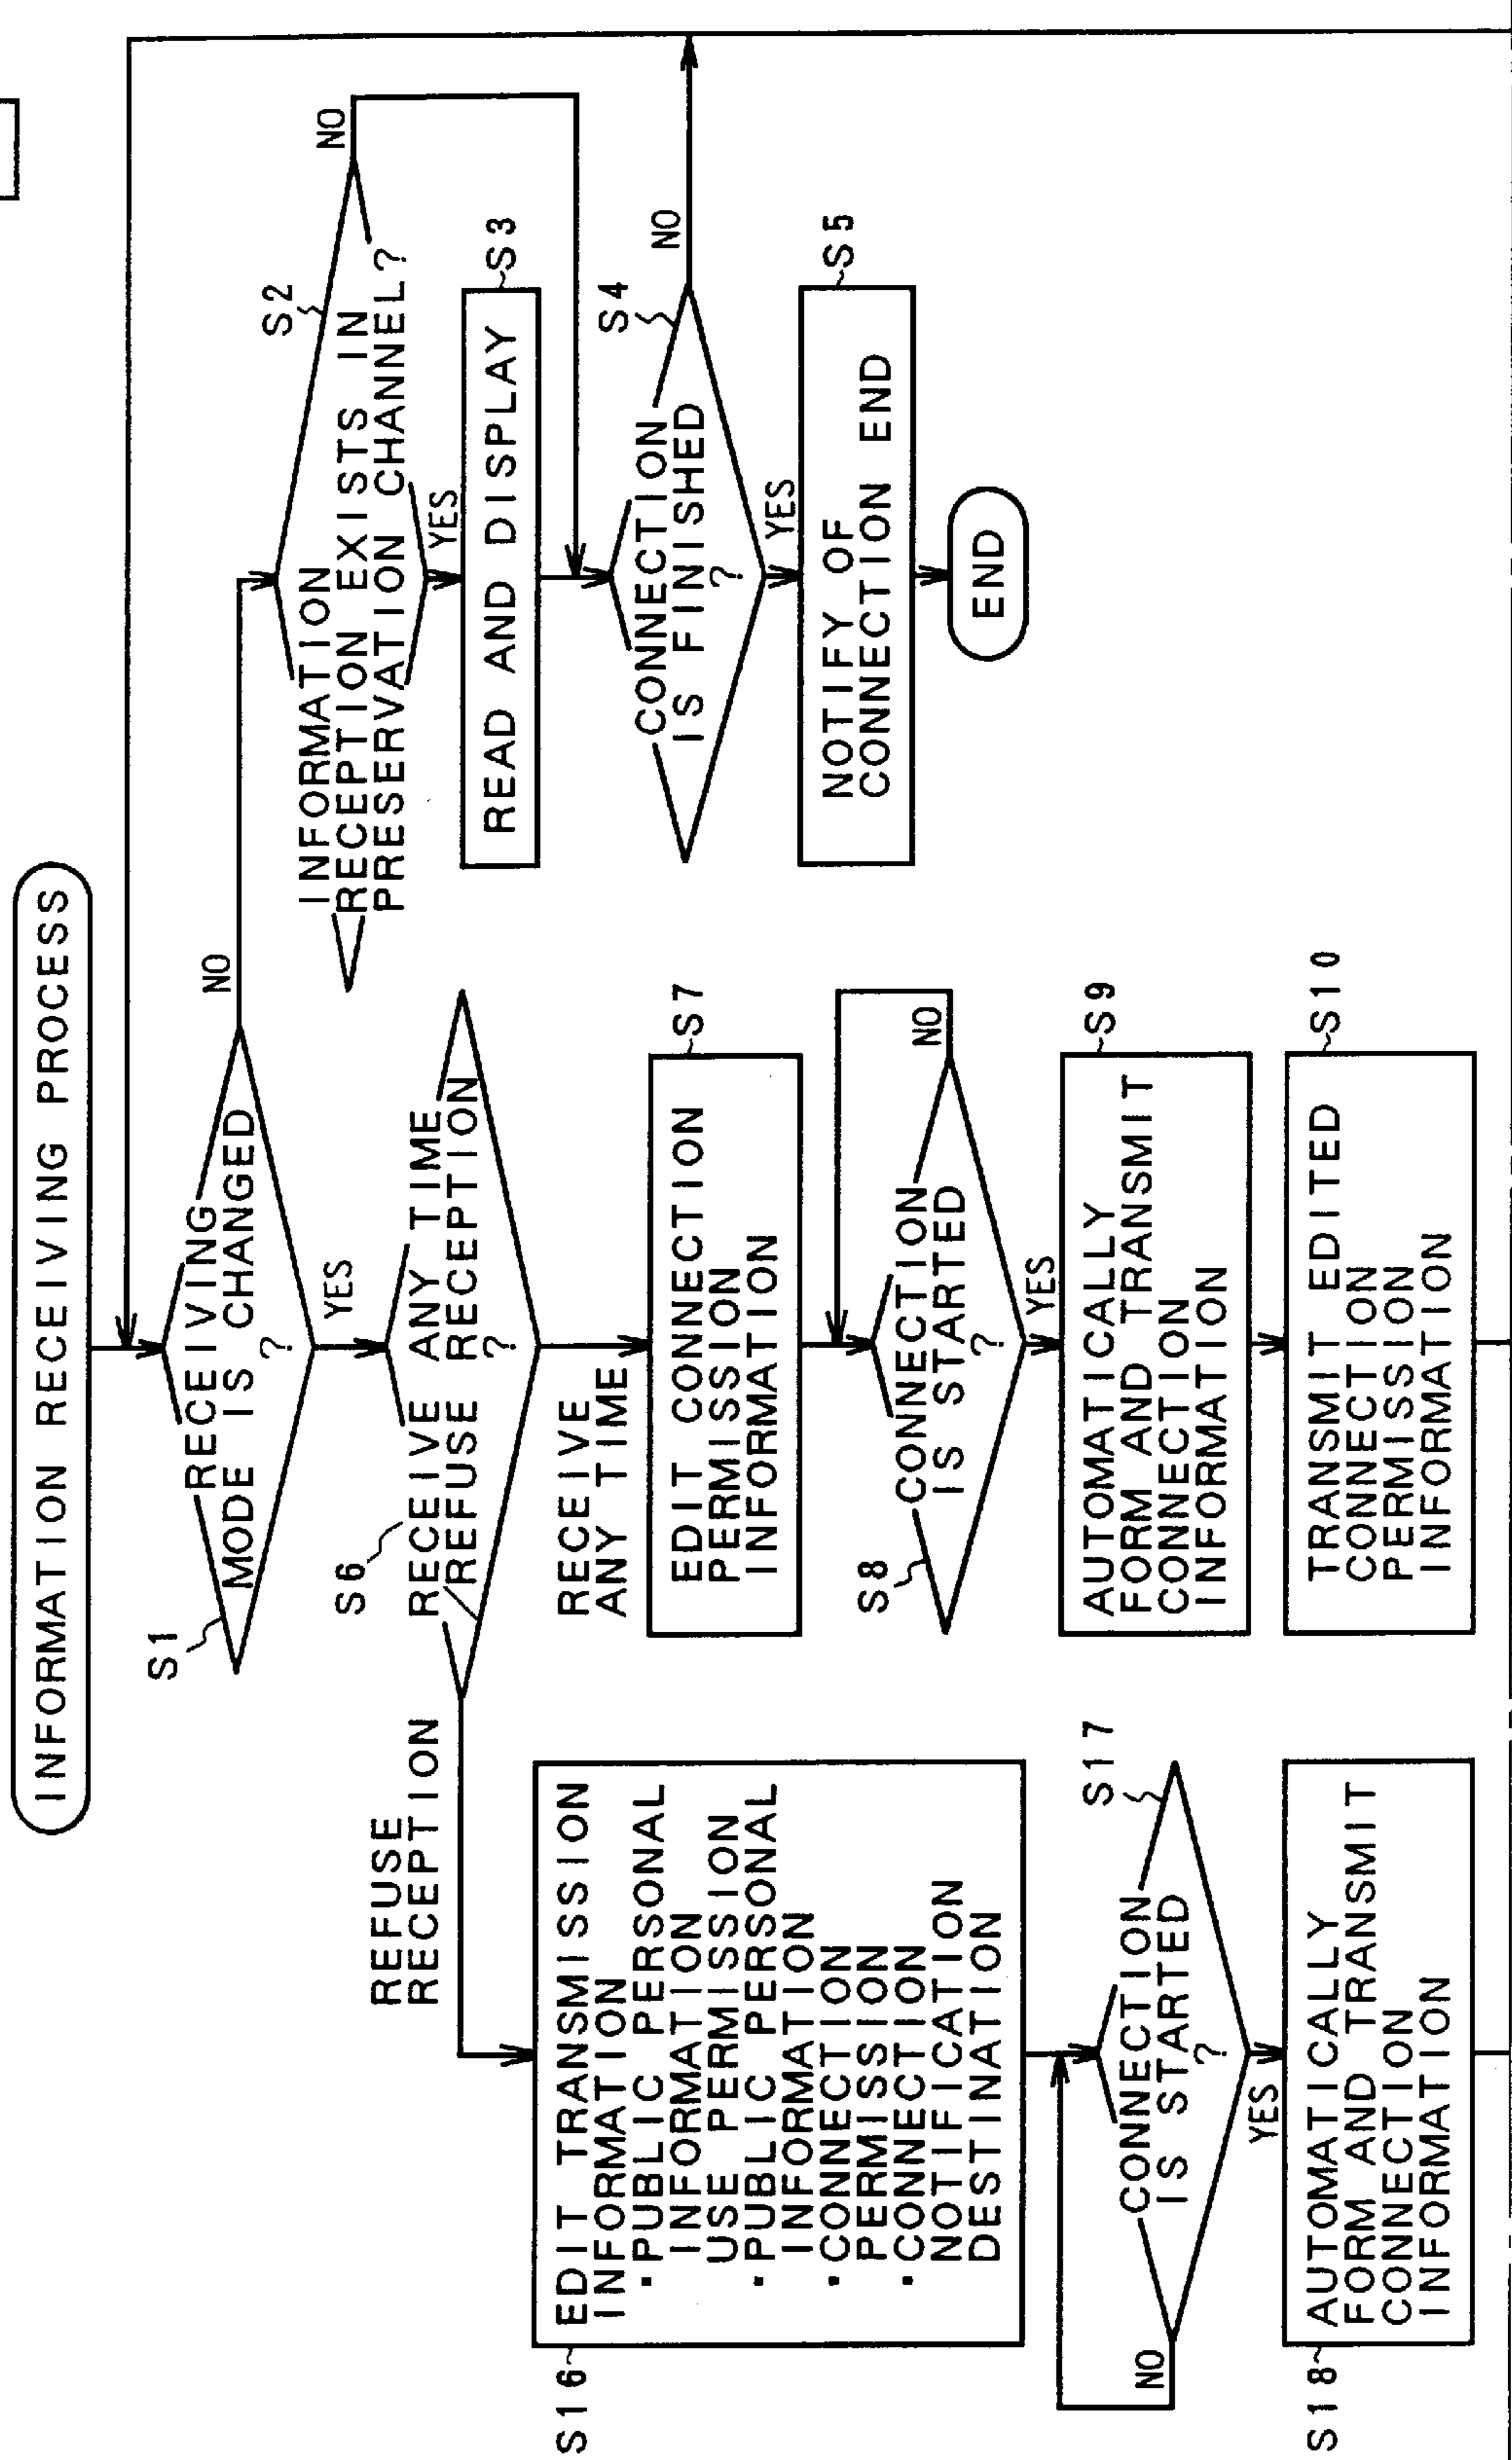 INFORMATION RECEIVING PROCESS
S1
RECEIVING
MODE IS CHANGED
?
NO
YES
S2
INFORMATION
RECEPTION EXISTS IN
PRESERVATION CHANNEL?
NO
YES
READ AND DISPLAY
S3
S4
CONNECTION
IS FINISHED
?
NO
YES
NOTIFY OF
CONNECTION END
S5
END
S6
RECEIVE ANY TIME
/REFUSE RECEPTION
?
RECEIVE
ANY TIME
REFUSE
RECEPTION
EDIT CONNECTION
PERMISSION
INFORMATION
S7
S8
CONNECTION
IS STARTED
?
NO
YES
AUTOMATICALLY
FORM AND TRANSMIT
CONNECTION
INFORMATION
S9
TRANSMIT EDITED
CONNECTION
PERMISSION
INFORMATION
S10
S16
EDIT TRANSMISSION
INFORMATION
· PUBLIC PERSONAL
INFORMATION
USE PERMISSION
· PUBLIC PERSONAL
INFORMATION
· CONNECTION
PERMISSION
· CONNECTION
NOTIFICATION
DESTINATION
S17
CONNECTION
IS STARTED
?
NO
YES
S18
AUTOMATICALLY
FORM AND TRANSMIT
CONNECTION
INFORMATION